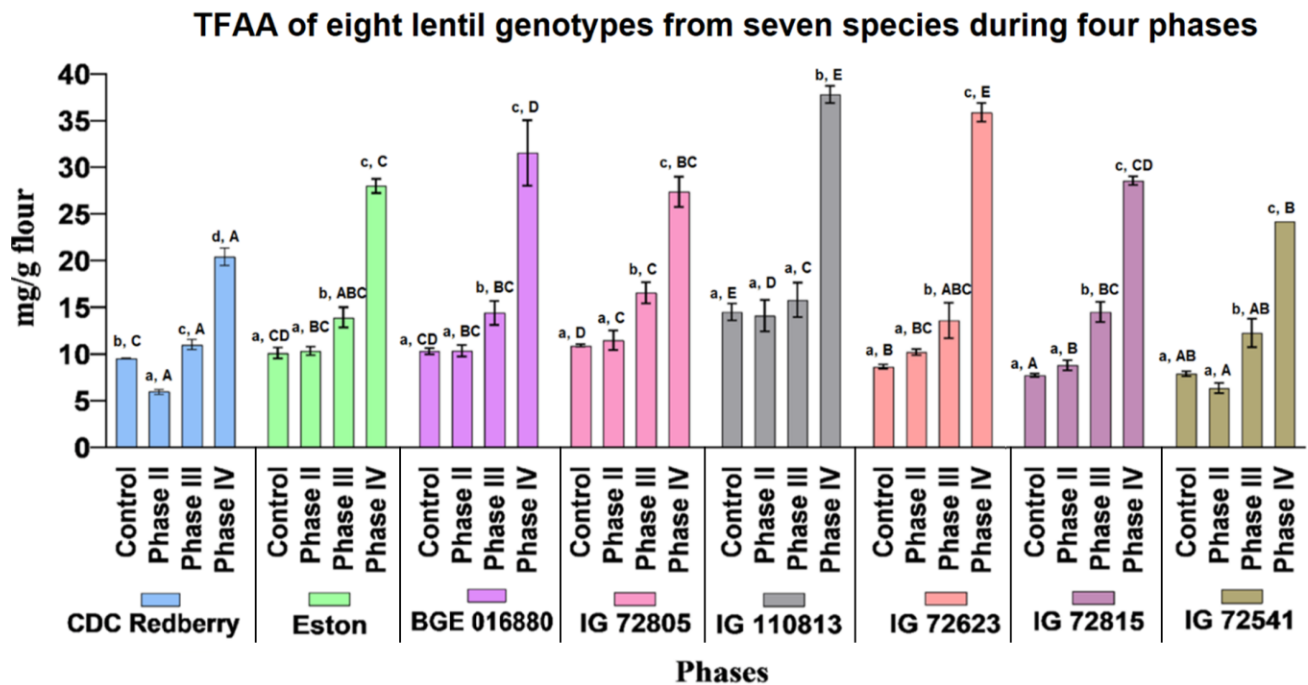 TFAA of eight lentil genotypes from seven species during four phases
mg/g flour
40
35
30
25
20
15
10
5
0
b, C
a, A
c, A
d, A
a, CD
a, BC
b, ABC
c, C
a, CD
a, BC
b, BC
c, D
a, D
a, C
b, C
c, BC
a, E
a, D
a, C
b, E
a, B
a, BC
b, ABC
c, E
a, A
a, B
b, BC
c, CD
a, AB
a, A
b, AB
c, B
Control
Phase II
Phase III
Phase IV
Control
Phase II
Phase III
Phase IV
Control
Phase II
Phase III
Phase IV
Control
Phase II
Phase III
Phase IV
Control
Phase II
Phase III
Phase IV
Control
Phase II
Phase III
Phase IV
Control
Phase II
Phase III
Phase IV
Control
Phase II
Phase III
Phase IV
CDC Redberry
Eston
BGE 016880
IG 72805
IG 110813
IG 72623
IG 72815
IG 72541
Phases